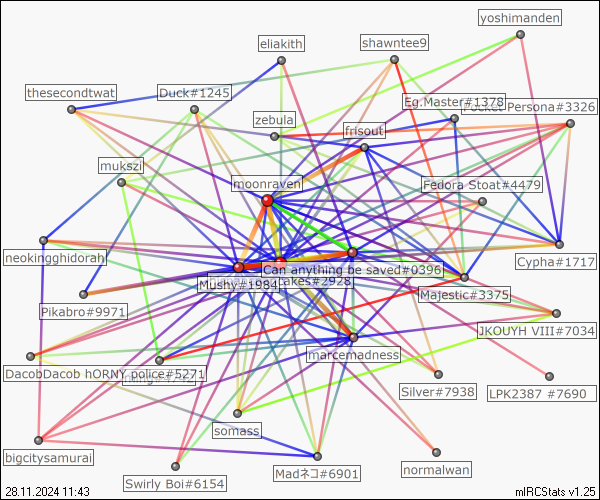 yoshimanden
eliakith
shawntee9
thesecondtwat
Duck#1245
Eg.Master#1378
Persona#3326
zebula
frisout
mukszi
moonraven
Fedora Stoat#4479
neokingghidorah
Cypha#1717
Can anything be saved#0396
Mushy#1984
cakes#2928
Majestic#3375
Pikabro#9971
JKOUYH VIII#7034
marcemadness
DacobDacob hORNY police#5271
Silver#7938
LPK2387 #7690
somass
bigcitysamurai
Swirly Boi#6154
Madネコ#6901
normalwan
28.11.2024 11:43
mIRCStats v1.25